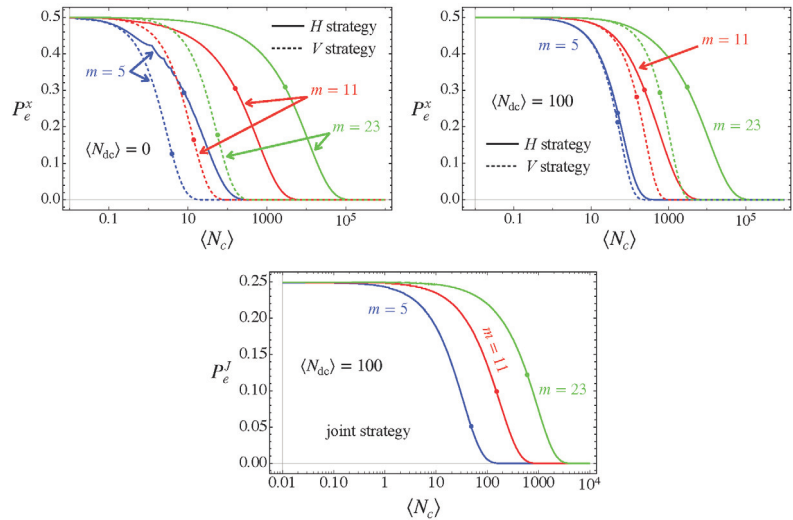 0.5
0.4
0.3
0.2
0.1
0.0
P_e^x
H strategy
V strategy
m = 5
m = 11
m = 23
⟨N_dc⟩ = 0
0.1
10
1000
10^5
⟨N_c⟩
0.5
0.4
0.3
0.2
0.1
0.0
P_e^x
m = 5
m = 11
⟨N_dc⟩ = 100
m = 23
H strategy
V strategy
0.1
10
1000
10^5
⟨N_c⟩
0.25
0.20
0.15
0.10
0.05
0.00
P_e^J
m = 5
m = 11
m = 23
⟨N_dc⟩ = 100
joint strategy
0.01
0.1
1
5
10
100
1000
10^4
⟨N_c⟩